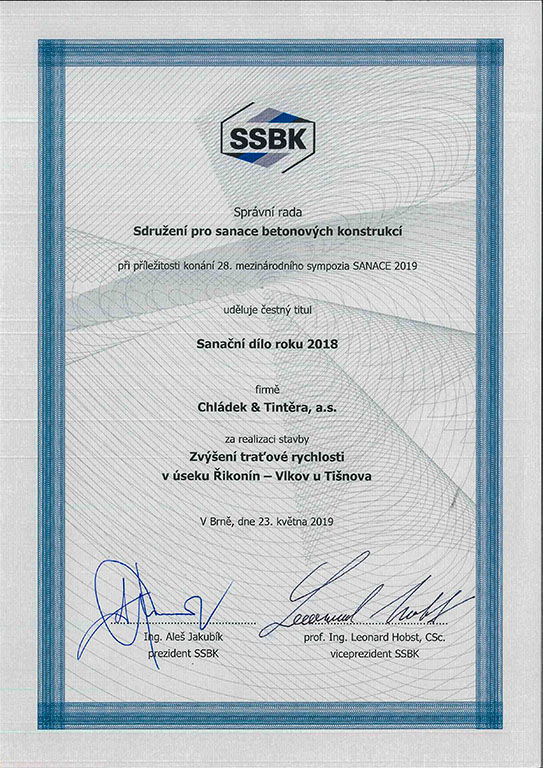 SSBK
Správní rada
Sdružení pro sanace betonových konstrukcí
při příležitosti konání 28. mezinárodního sympozia SANACE 2019
uděluje čestný titul
Sanační dílo roku 2018
firmě
Chládek & Tintěra, a.s.
za realizaci stavby
Zvýšení traťové rychlosti
v úseku Řikonín – Vlkov u Tišnova
V Brně, dne 23. května 2019
Ing. Aleš Jakubík
prezident SSBK
prof. Ing. Leonard Hobst, CSc.
viceprezident SSBK